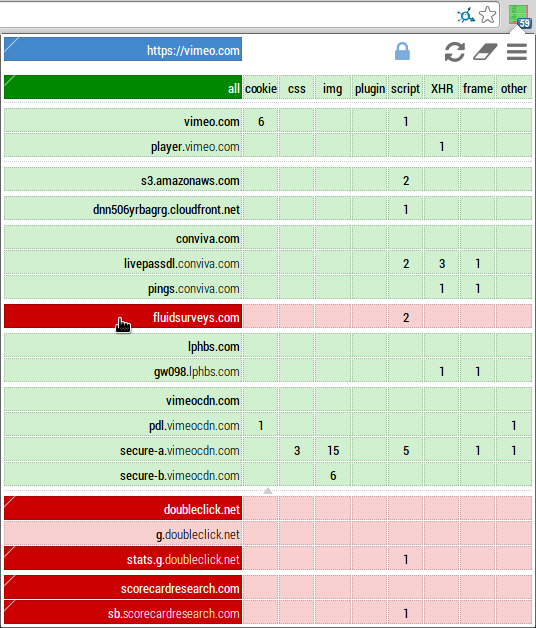 59
https://vimeo.com
all cookie css img plugin script XHR frame other
vimeo.com 6 1
player.vimeo.com 1
s3.amazonaws.com 2
dnn506yrbagrg.cloudfront.net 1
conviva.com
livepassdl.conviva.com 2 3 1
pings.conviva.com 1 1
fluidsurveys.com 2
lphbs.com
gw098.lphbs.com 1 1
vimeocdn.com
pdl.vimeocdn.com 1 1
secure-a.vimeocdn.com 3 15 5 1 1
secure-b.vimeocdn.com 6
doubleclick.net
g.doubleclick.net
stats.g.doubleclick.net 1
scorecardresearch.com
sb.scorecardresearch.com 1